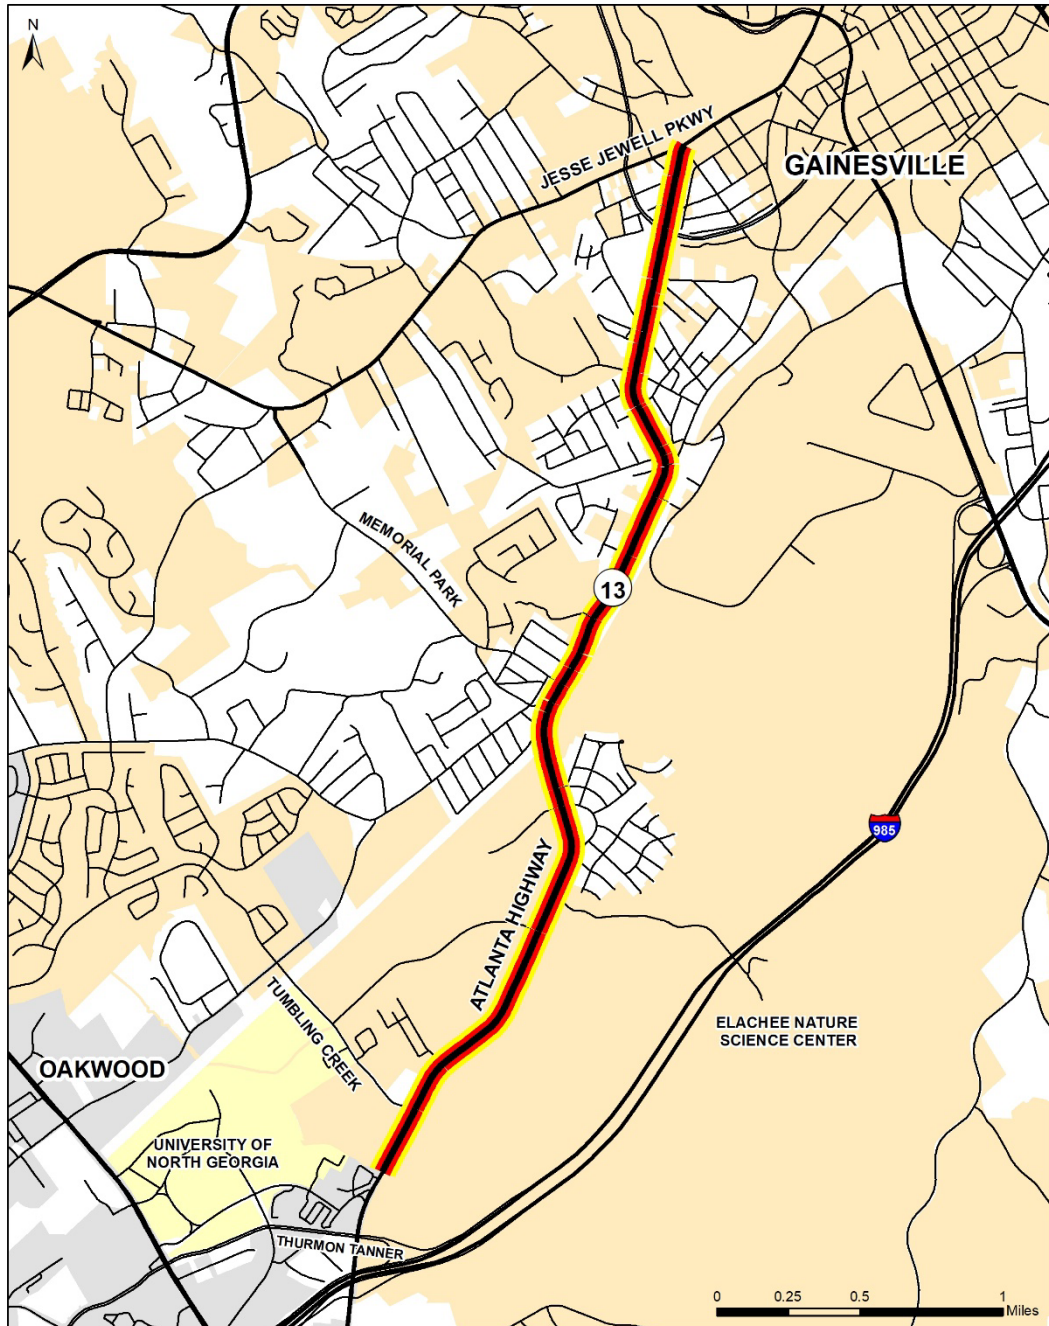 N
JESSE JEWELL PKWY
GAINESVILLE
MEMORIAL PARK
13
985
ATLANTA HIGHWAY
TUMBLING CREEK
ELACHEE NATURE
SCIENCE CENTER
OAKWOOD
UNIVERSITY OF
NORTH GEORGIA
THURMON TANNER
0 0.25 0.5 1
Miles